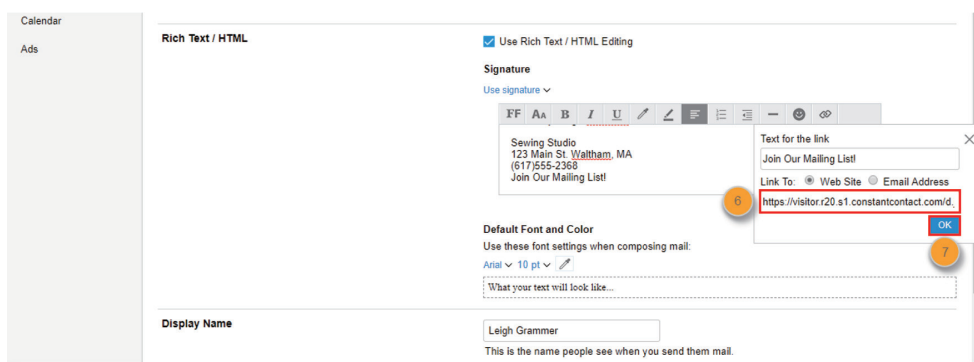 Calendar
Ads
Rich Text / HTML
Use Rich Text / HTML Editing
Signature
Use signature
FF AA B I U
Sewing Studio
123 Main St. Waltham, MA
(617)555-2368
Join Our Mailing List!
Text for the link
Join Our Mailing List!
Link To: Web Site Email Address
6
https://visitor.r20.s1.constantcontact.com/d.
OK
7
Default Font and Color
Use these font settings when composing mail:
Arial 10 pt
What your text will look like...
Display Name
Leigh Grammer
This is the name people see when you send them mail.